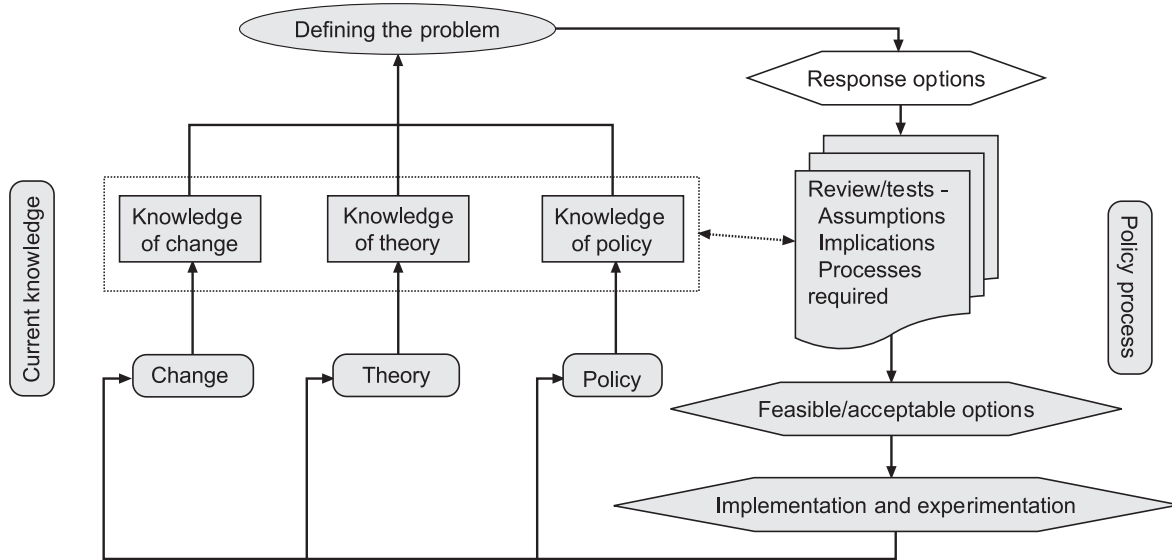 Defining the problem
Response options
Current knowledge
Knowledge
of change
Knowledge
of theory
Knowledge
of policy
Review/tests -
Assumptions
Implications
Processes
required
Policy process
Change
Theory
Policy
Feasible/acceptable options
Implementation and experimentation